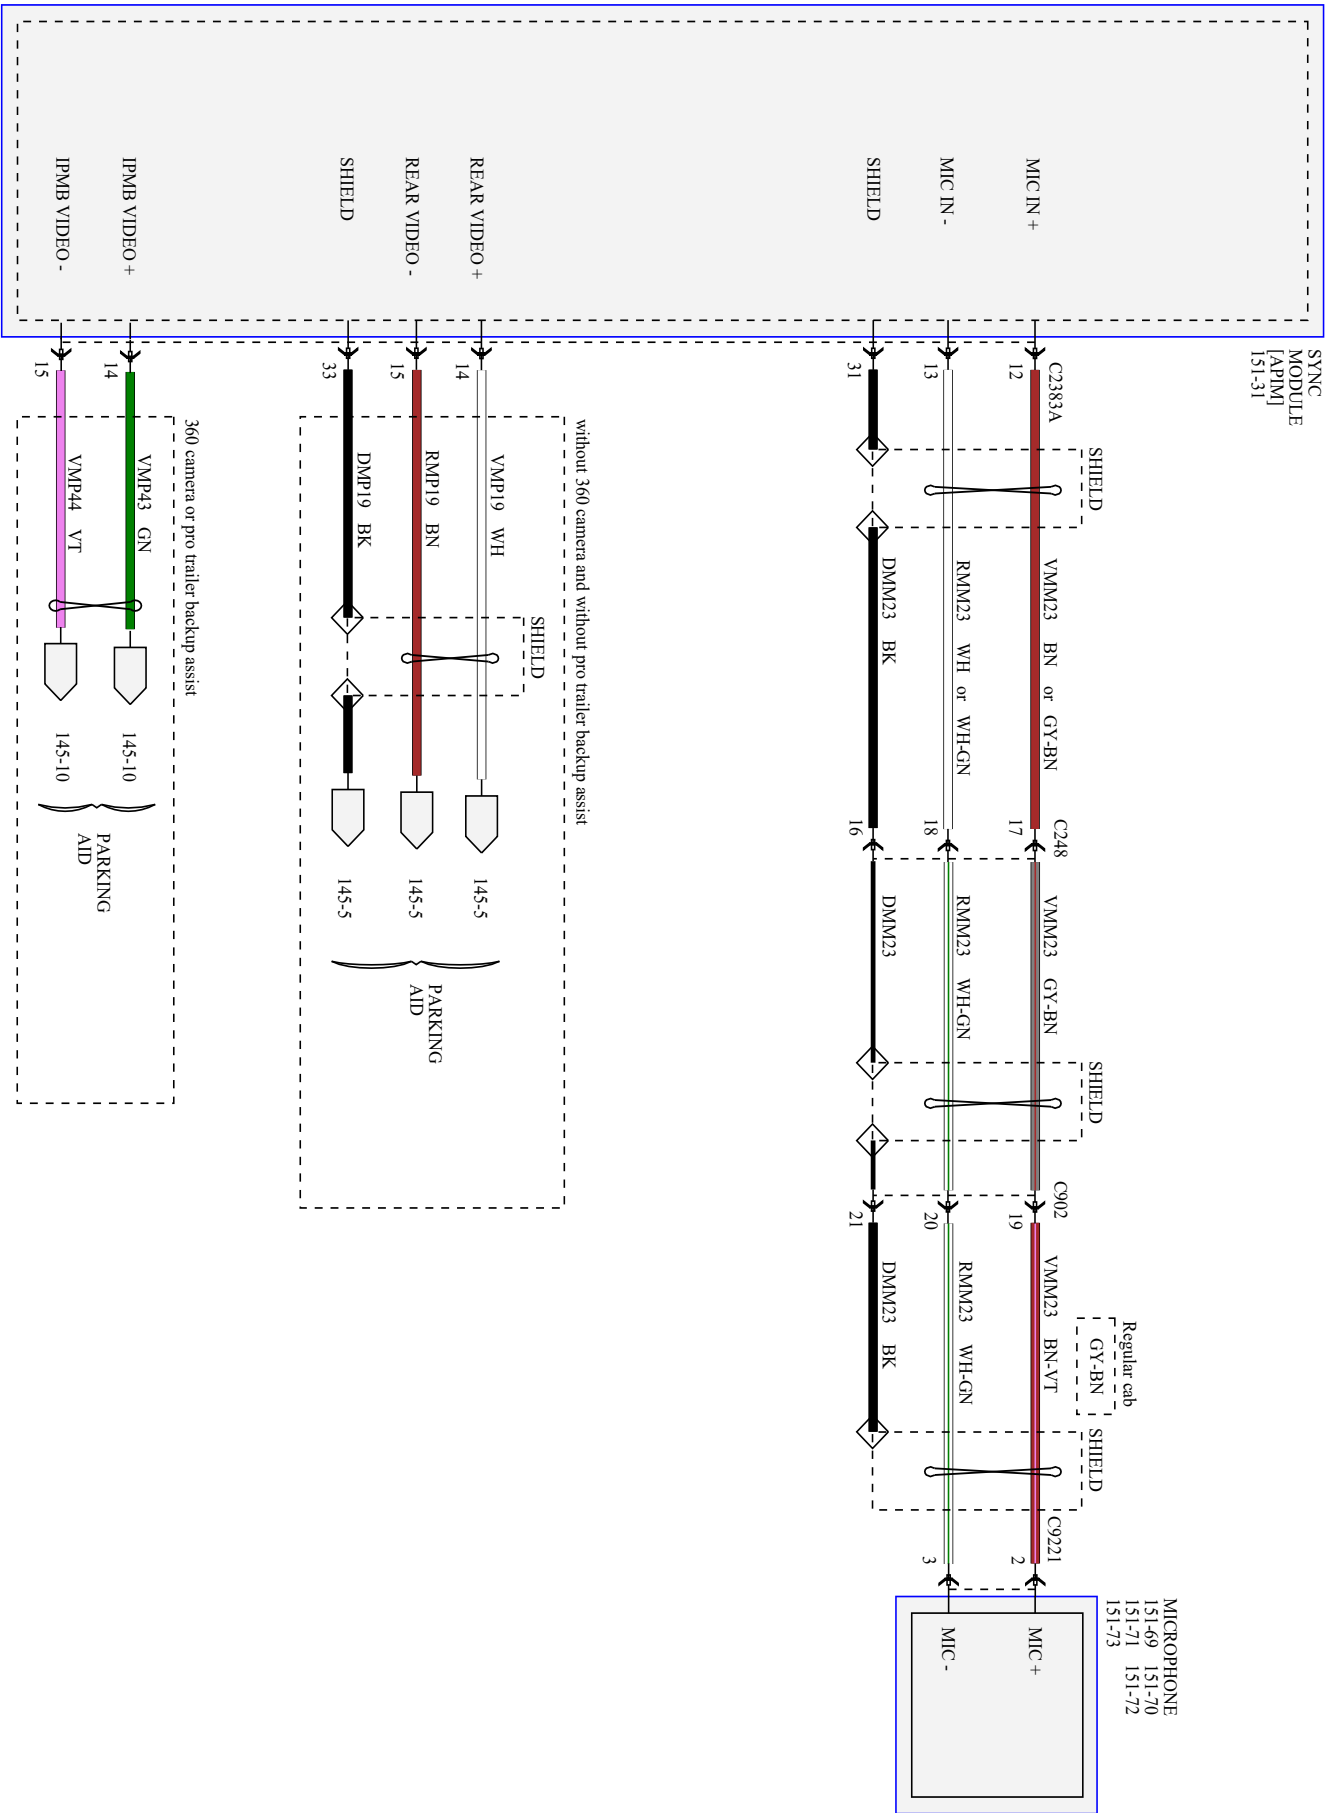 SYNC
MODULE
[APIM]
151-31
MIC IN +
12
C2383A
VMM23 BN or GY-BN
17
C248
VMM23 GY-BN
C902
19
VMM23 BN-VT
Regular cab
GY-BN
C9221
2
MIC +
MICROPHONE
151-69 151-70
151-71 151-72
151-73
SHIELD
SHIELD
SHIELD
MIC IN -
13
RMM23 WH or WH-GN
18
RMM23 WH-GN
20
RMM23 WH-GN
3
MIC -
SHIELD
31
DMM23 BK
16
DMM23
21
DMM23 BK
without 360 camera and without pro trailer backup assist
REAR VIDEO +
14
VMP19 WH
145-5
SHIELD
REAR VIDEO -
15
RMP19 BN
145-5
SHIELD
33
DMP19 BK
145-5
PARKING
AID
360 camera or pro trailer backup assist
IPMB VIDEO +
14
VMP43 GN
145-10
IPMB VIDEO -
15
VMP44 VT
145-10
PARKING
AID